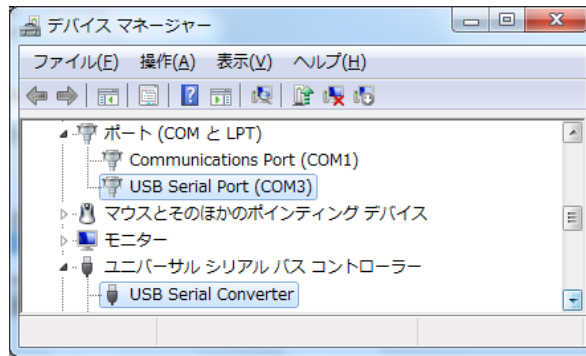 デバイス マネージャー
ファイル(F) 操作(A) 表示(V) ヘルプ(H)
ポート (COM と LPT)
Communications Port (COM1)
USB Serial Port (COM3)
マウスとそのほかのポインティング デバイス
モニター
ユニバーサル シリアル バス コントローラー
USB Serial Converter